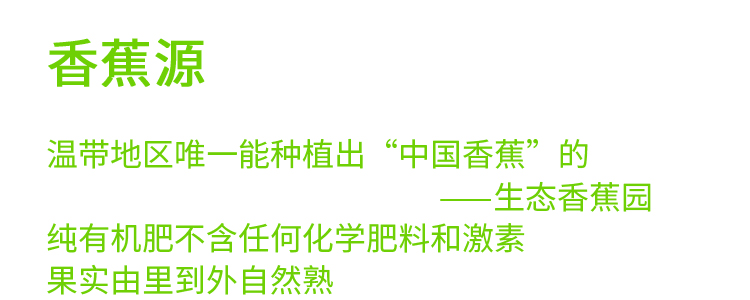 香蕉源
温带地区唯一能种植出“中国香蕉”的
——生态香蕉园
纯有机肥不含任何化学肥料和激素
果实由里到外自然熟